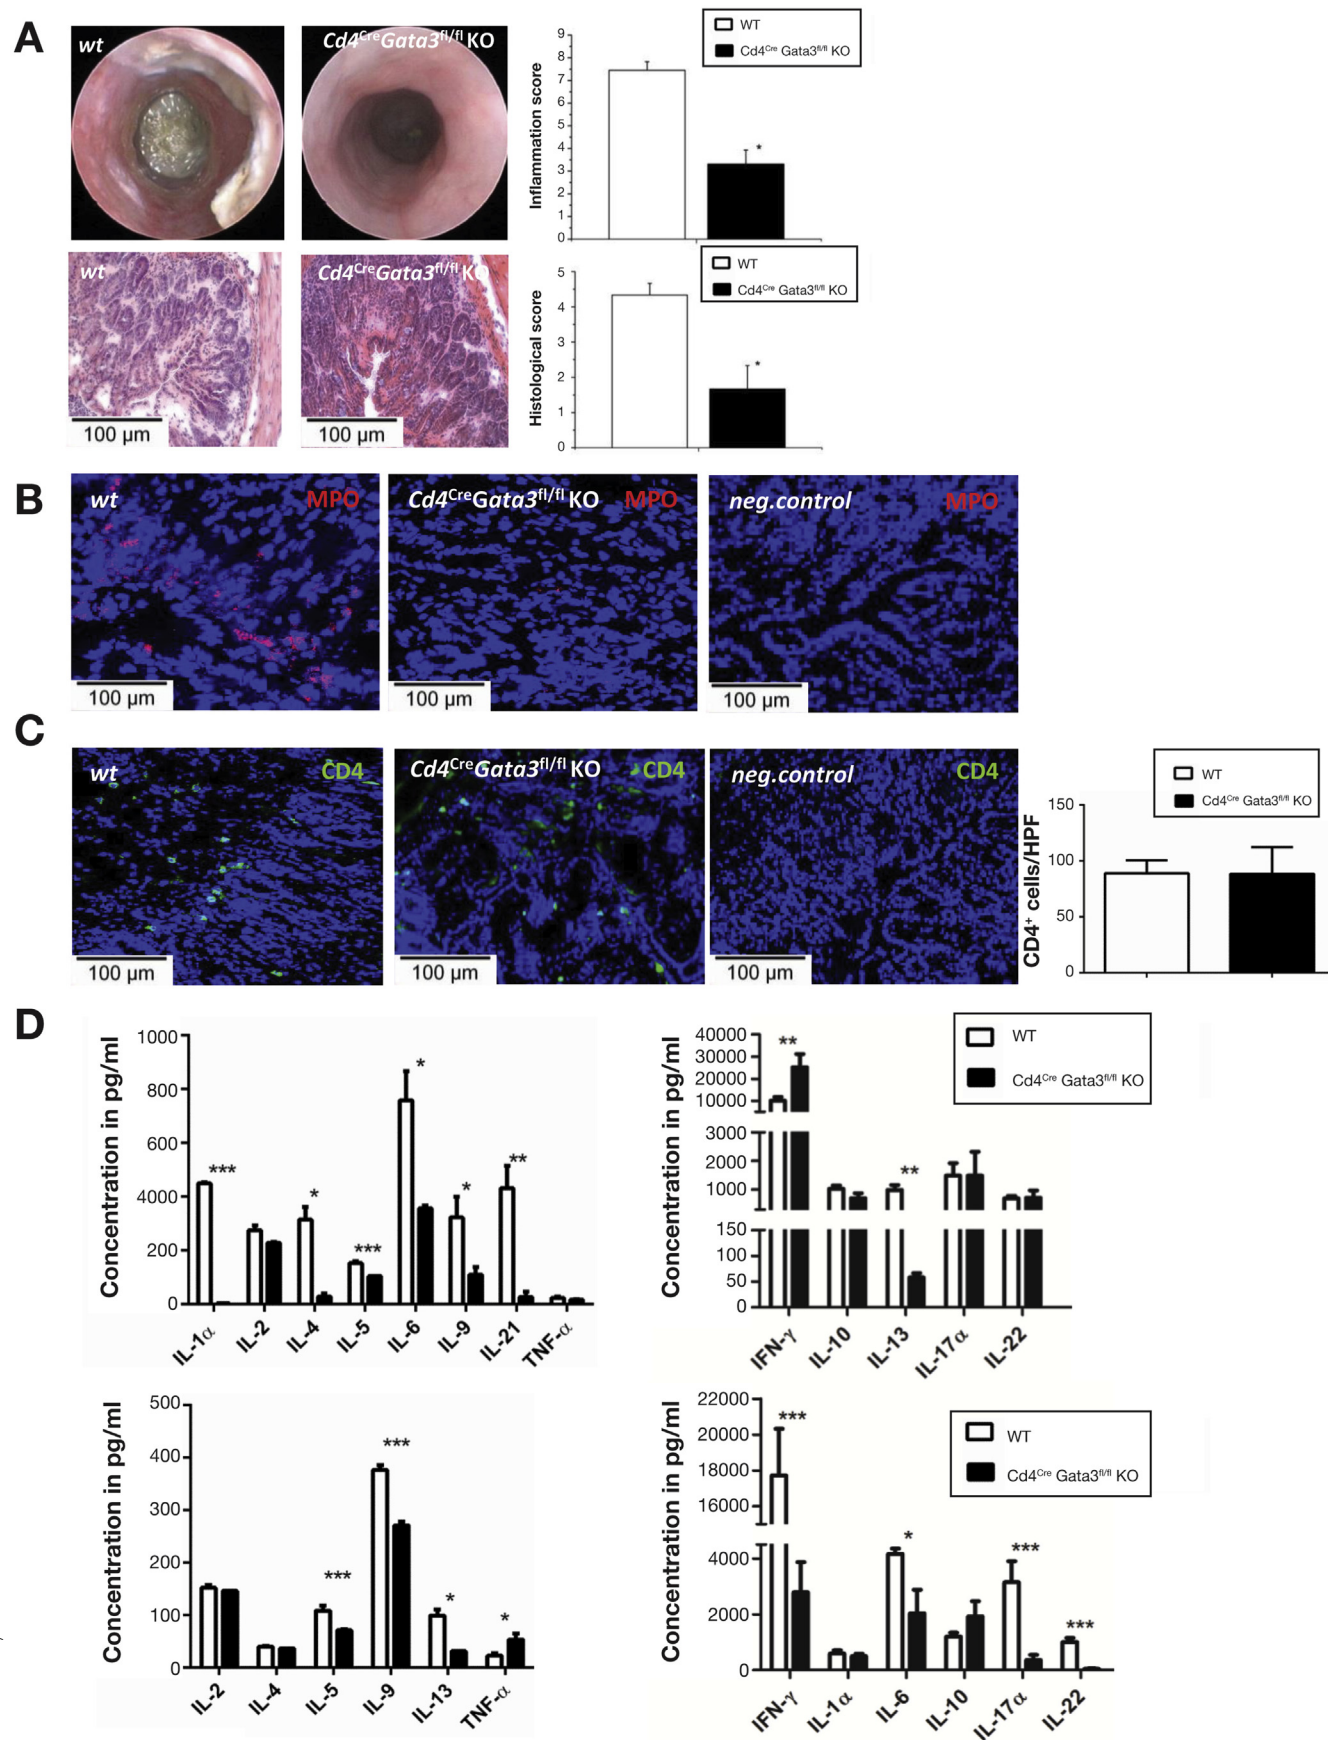 A
wt
Cd4Cre Gata3fl/fl KO
WT
Cd4Cre Gata3fl/fl KO
Inflammation score
9
8
7
6
5
4
3
2
1
0
*
wt
100 µm
Cd4Cre Gata3fl/fl KO
100 µm
WT
Cd4Cre Gata3fl/fl KO
Histological score
5
4
3
2
1
0
*
B
wt MPO
100 µm
Cd4Cre Gata3fl/fl KO MPO
100 µm
neg.control MPO
100 µm
C
wt CD4
100 µm
Cd4Cre Gata3fl/fl KO CD4
100 µm
neg.control CD4
100 µm
WT
Cd4Cre Gata3fl/fl KO
CD4+ cells/HPF
150
100
50
0
D
Concentration in pg/ml
1000
800
600
4000
200
0
***
*
***
*
*
**
IL-1α
IL-2
IL-4
IL-5
IL-6
IL-9
IL-21
TNF-α
WT
Cd4Cre Gata3fl/fl KO
Concentration in pg/ml
40000
30000
20000
10000
3000
2000
1000
150
100
50
0
**
**
IFN-γ
IL-10
IL-13
IL-17α
IL-22
Concentration in pg/ml
500
400
300
200
100
0
***
***
*
*
IL-2
IL-4
IL-5
IL-9
IL-13
TNF-α
WT
Cd4Cre Gata3fl/fl KO
Concentration in pg/ml
22000
20000
18000
16000
4000
2000
0
***
*
***
***
IFN-γ
IL-1α
IL-6
IL-10
IL-17α
IL-22